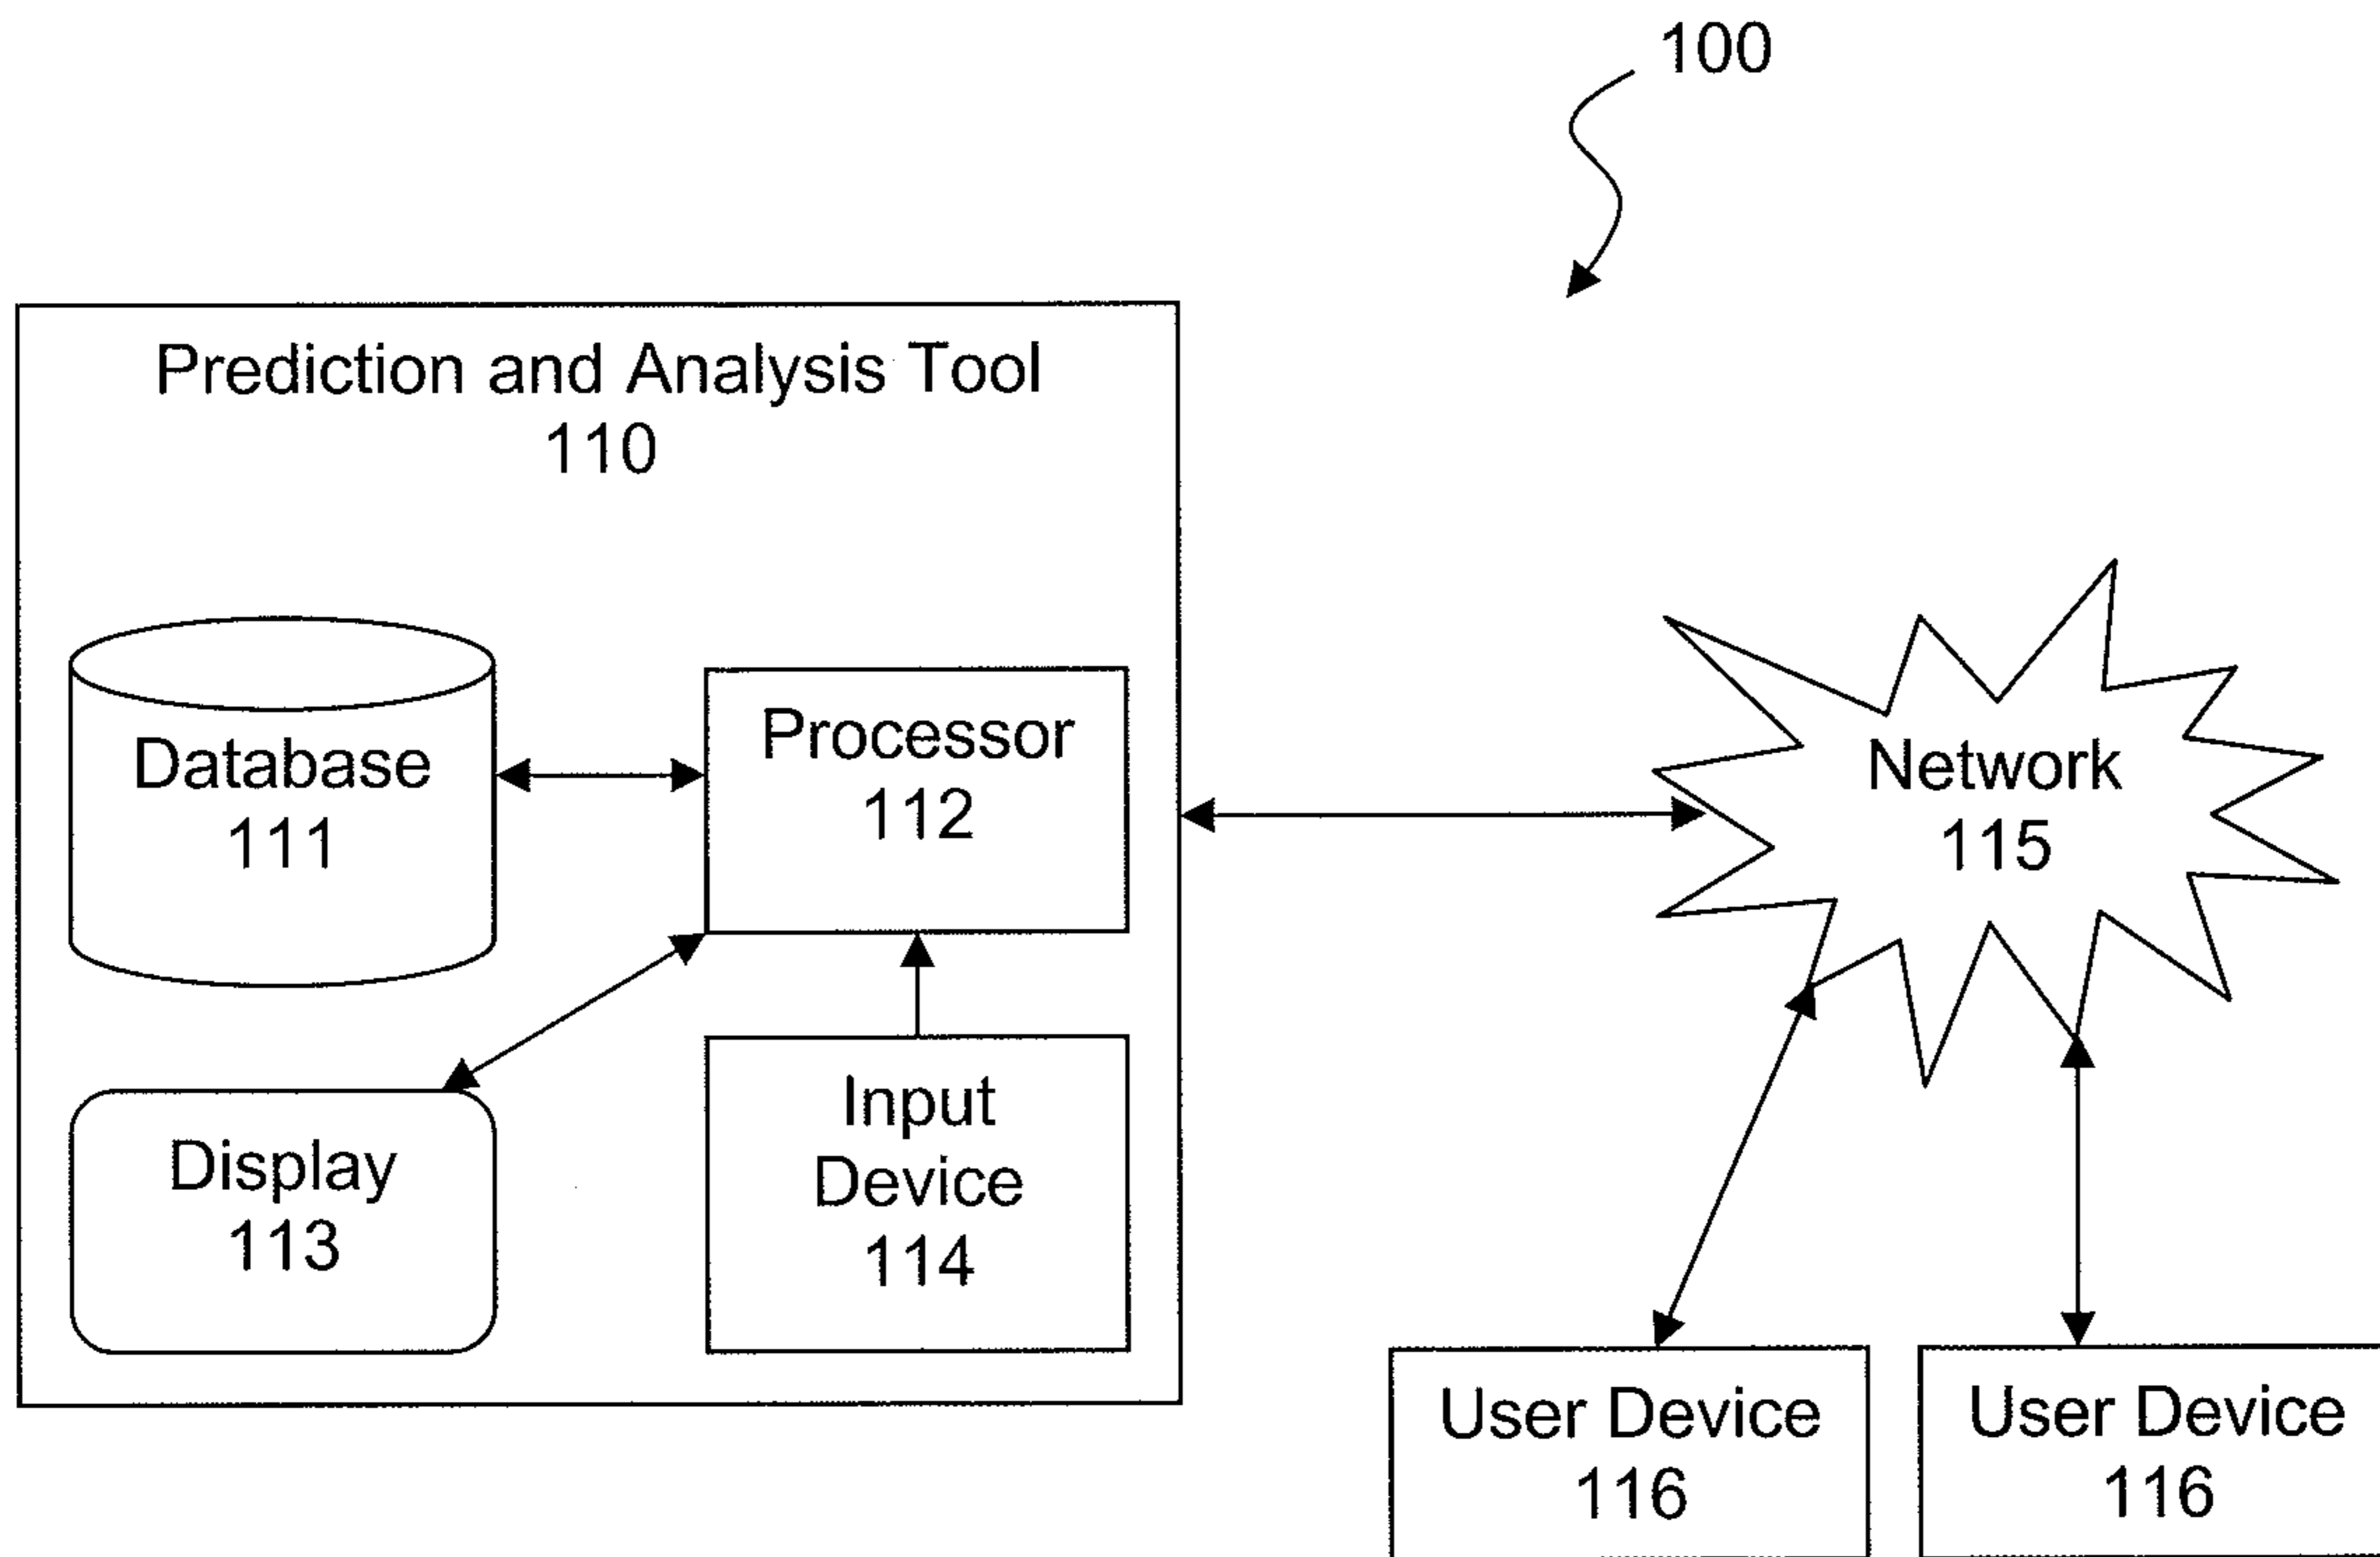 100
Prediction and Analysis Tool
110
Database
111
Processor
112
Network
115
Display
113
Input
Device
114
User Device
116
User Device
116